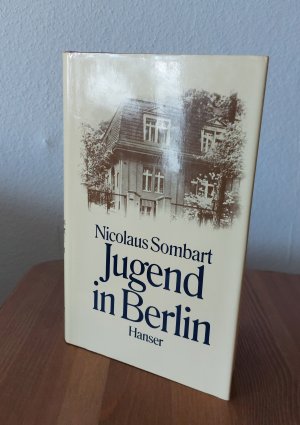 Nicolaus Sombart
Jugend
in Berlin
Hanser